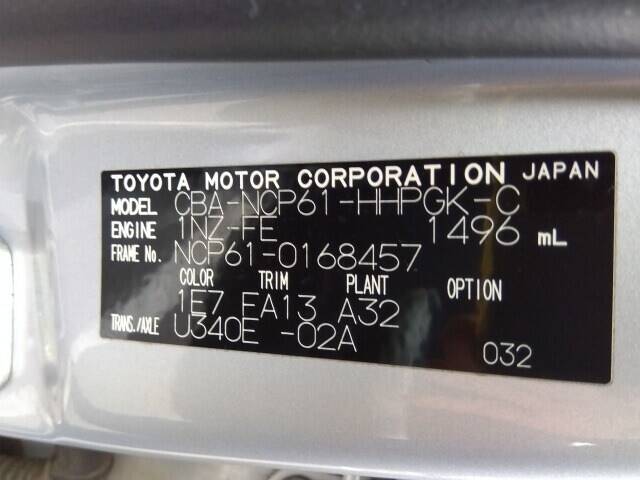 TOYOTA MOTOR CORPORATION JAPAN
MODEL CBA-NCP61-HHPGK-C
ENGINE 1NZ-FE 1496 mL
FRAME No. NCP61-0168457
COLOR TRIM PLANT OPTION
1E7 FA13 A32
TRANS./AXLE U340E -02A
032